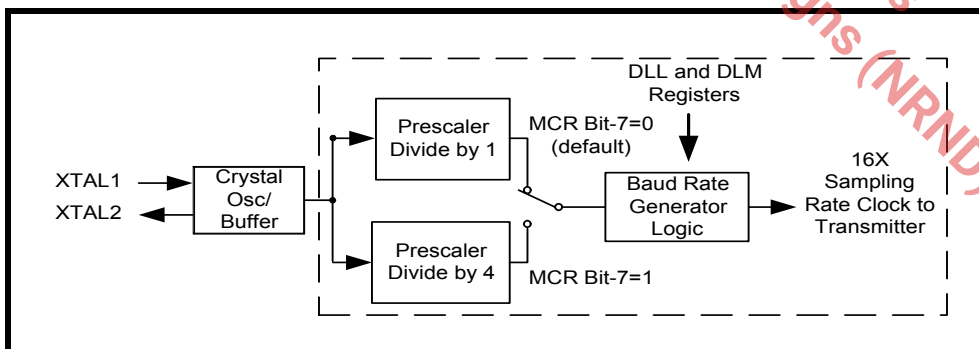 XTAL1
XTAL2
Crystal
Osc/
Buffer
Prescaler
Divide by 1
Prescaler
Divide by 4
MCR Bit-7=0
(default)
MCR Bit-7=1
DLL and DLM
Registers
Baud Rate
Generator
Logic
16X
Sampling
Rate Clock to
Transmitter
(NRND)